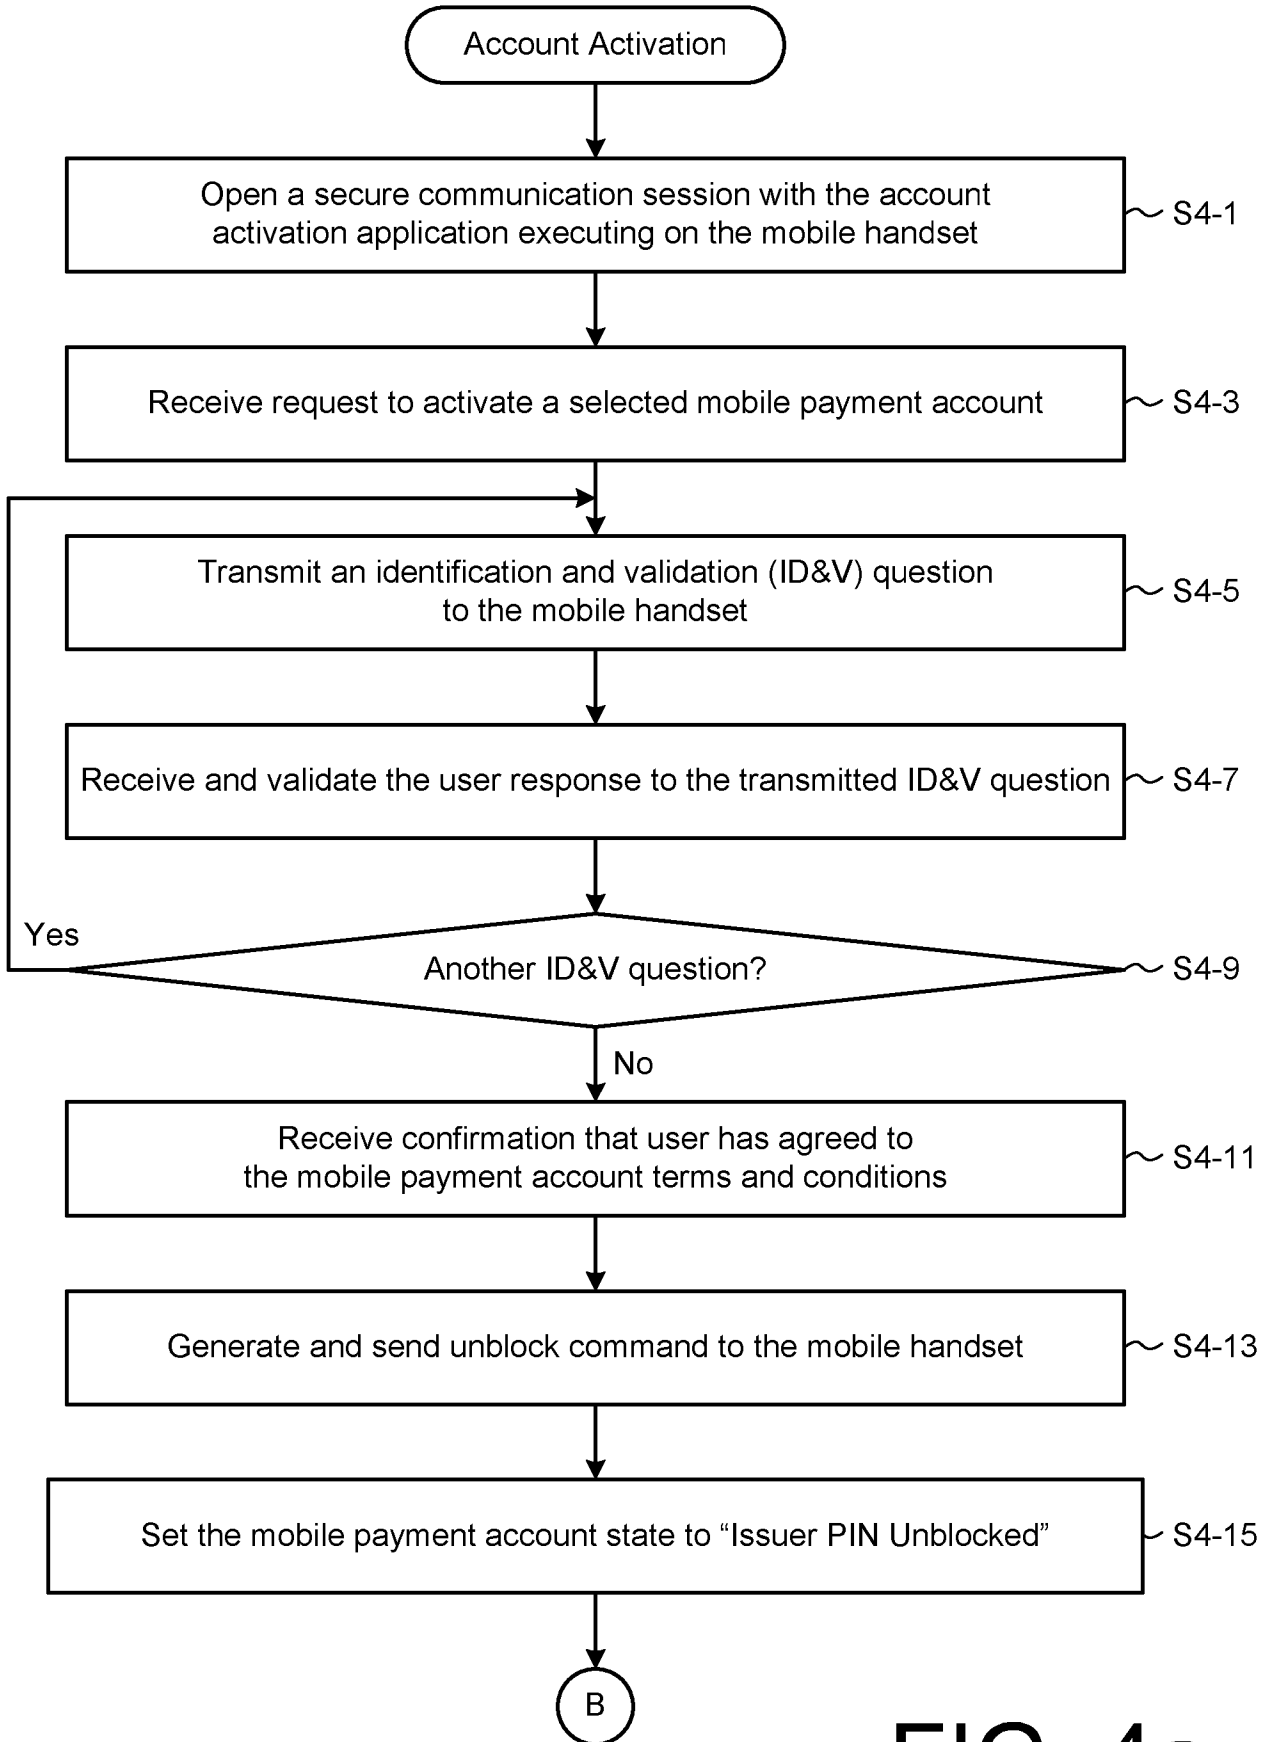 Account Activation
Open a secure communication session with the account
activation application executing on the mobile handset
S4-1
Receive request to activate a selected mobile payment account
S4-3
Transmit an identification and validation (ID&V) question
to the mobile handset
S4-5
Receive and validate the user response to the transmitted ID&V question
S4-7
Yes
Another ID&V question?
S4-9
No
Receive confirmation that user has agreed to
the mobile payment account terms and conditions
S4-11
Generate and send unblock command to the mobile handset
S4-13
Set the mobile payment account state to “Issuer PIN Unblocked”
S4-15
B